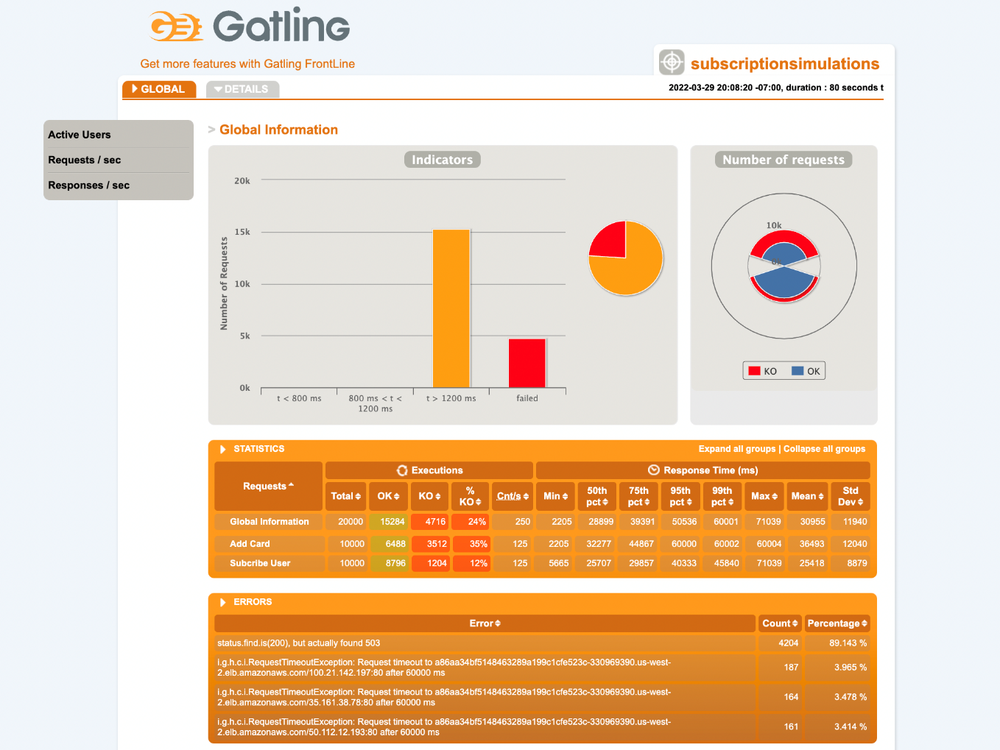 Gatling
Get more features with Gatling FrontLine
subscriptionsimulations
GLOBAL
DETAILS
2022-03-29 20:08:20 -07:00, duration : 80 seconds t
Active Users
Requests / sec
Responses / sec
> Global Information
Indicators
Number of Requests
20k
15k
10k
5k
0k
t < 800 ms
800 ms < t <
1200 ms
t > 1200 ms
failed
Number of requests
10k
0k
KO
OK
STATISTICS
Expand all groups | Collapse all groups
Requests
Executions
Response Time (ms)
Total OK KO % KO Cnt/s Min 50th pct 75th pct 95th pct 99th pct Max Mean Std Dev
Global Information 20000 15284 4716 24% 250 2205 28899 39391 50536 60001 71039 30955 11940
Add Card 10000 6488 3512 35% 125 2205 32277 44867 60000 60002 60004 36493 12040
Subcribe User 10000 8796 1204 12% 125 5665 25707 29857 40333 45840 71039 25418 8879
ERRORS
Error Count Percentage
status.find.is(200), but actually found 503 4204 89.143 %
i.g.h.c.i.RequestTimeoutException: Request timeout to a86aa34bf5148463289a199c1cfe523c-330969390.us-west-
2.elb.amazonaws.com/100.21.142.197:80 after 60000 ms 187 3.965 %
i.g.h.c.i.RequestTimeoutException: Request timeout to a86aa34bf5148463289a199c1cfe523c-330969390.us-west-
2.elb.amazonaws.com/35.161.38.78:80 after 60000 ms 164 3.478 %
i.g.h.c.i.RequestTimeoutException: Request timeout to a86aa34bf5148463289a199c1cfe523c-330969390.us-west-
2.elb.amazonaws.com/50.112.12.193:80 after 60000 ms 161 3.414 %